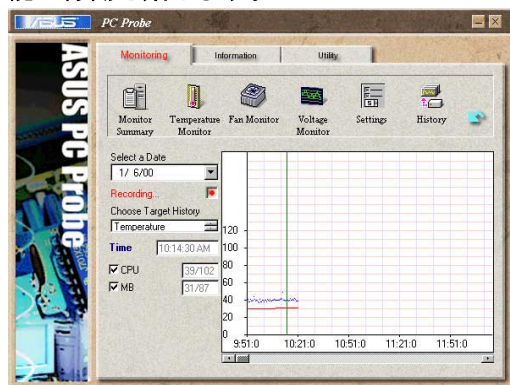 ASUS PC Probe
ASUS PC Probe
Monitoring
Information
Utility
Monitor Summary
Temperature Monitor
Fan Monitor
Voltage Monitor
Settings
History
Select a Date
1/ 6/00
Recording...
Choose Target History
Temperature
Time 10:14:30 AM
CPU 39/102
MB 31/87
120
100
80
60
40
20
0
9:51:0 10:21:0 10:51:0 11:21:0 11:51:0